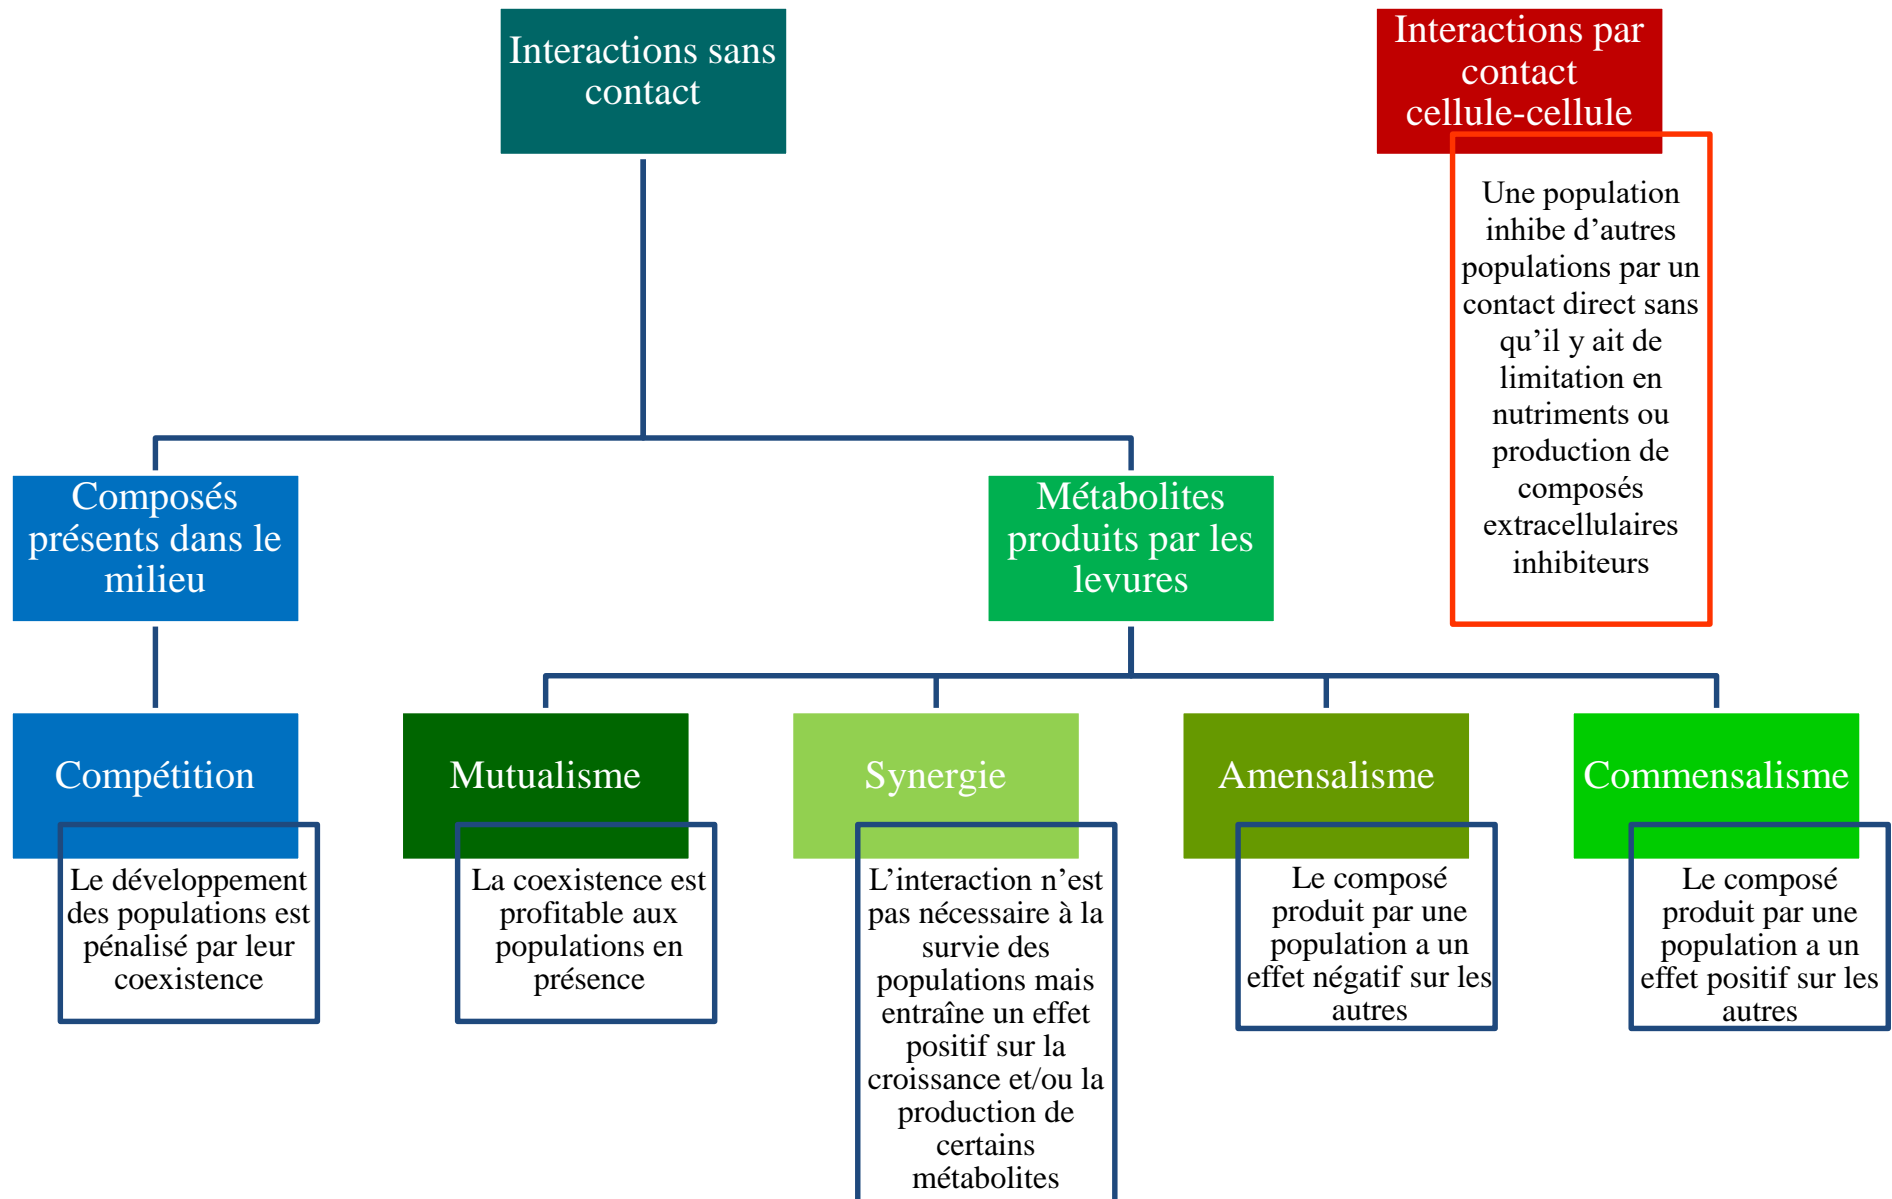 Interactions sans
contact
Interactions par
contact
cellule-cellule
Une population
inhibe d’autres
populations par un
contact direct sans
qu’il y ait de
limitation en
nutriments ou
production de
composés
extracellulaires
inhibiteurs
Composés
présents dans le
milieu
Métabolites
produits par les
levures
Compétition
Le développement
des populations est
pénalisé par leur
coexistence
Mutualisme
La coexistence est
profitable aux
populations en
présence
Synergie
L’interaction n’est
pas nécessaire à la
survie des
populations mais
entraîne un effet
positif sur la
croissance et/ou la
production de
certains
métabolites
Amensalisme
Le composé
produit par une
population a un
effet négatif sur les
autres
Commensalisme
Le composé
produit par une
population a un
effet positif sur les
autres